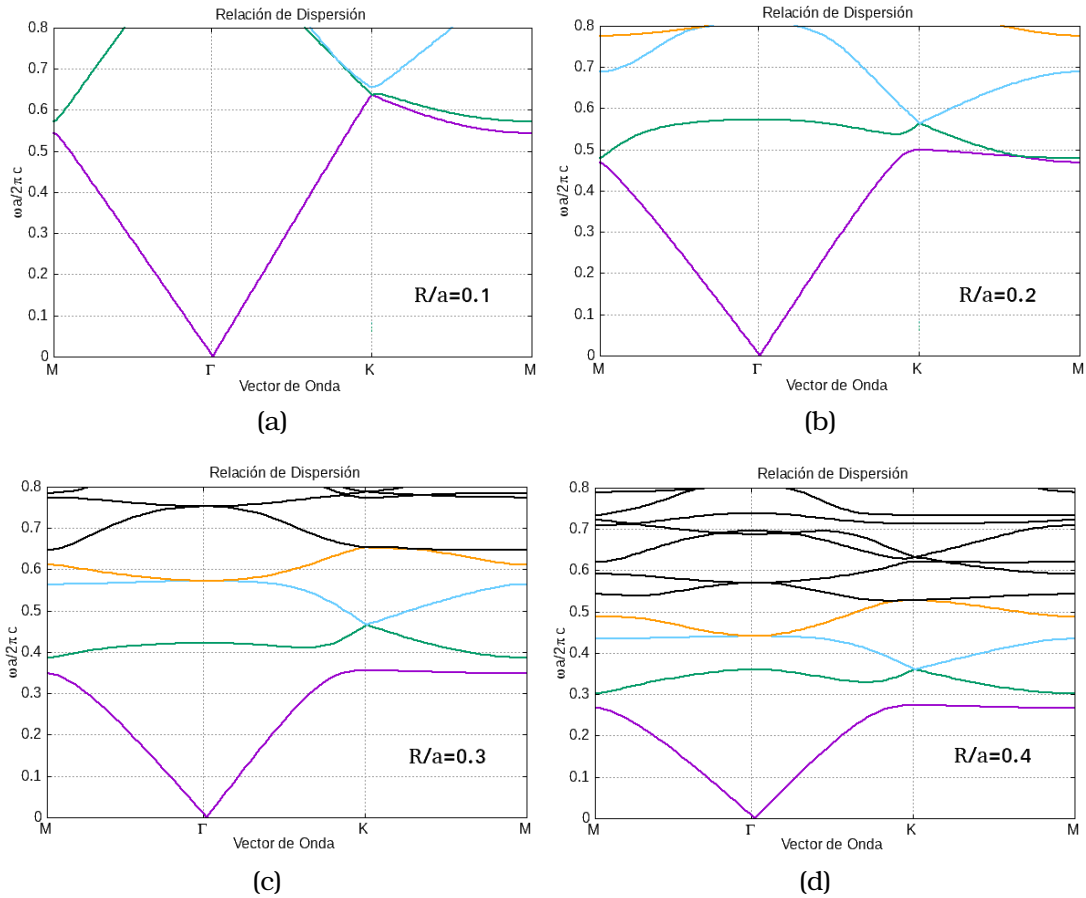 Relación de Dispersión
0.8
0.7
0.6
0.5
0.4
0.3
0.2
0.1
0
ωa/2π c
R/a=0.1
M Γ K M
Vector de Onda
(a)
Relación de Dispersión
0.8
0.7
0.6
0.5
0.4
0.3
0.2
0.1
0
ωa/2π c
R/a=0.2
M Γ K M
Vector de Onda
(b)
Relación de Dispersión
0.8
0.7
0.6
0.5
0.4
0.3
0.2
0.1
0
ωa/2π c
R/a=0.3
M Γ K M
Vector de Onda
(c)
Relación de Dispersión
0.8
0.7
0.6
0.5
0.4
0.3
0.2
0.1
0
ωa/2π c
R/a=0.4
M Γ K M
Vector de Onda
(d)